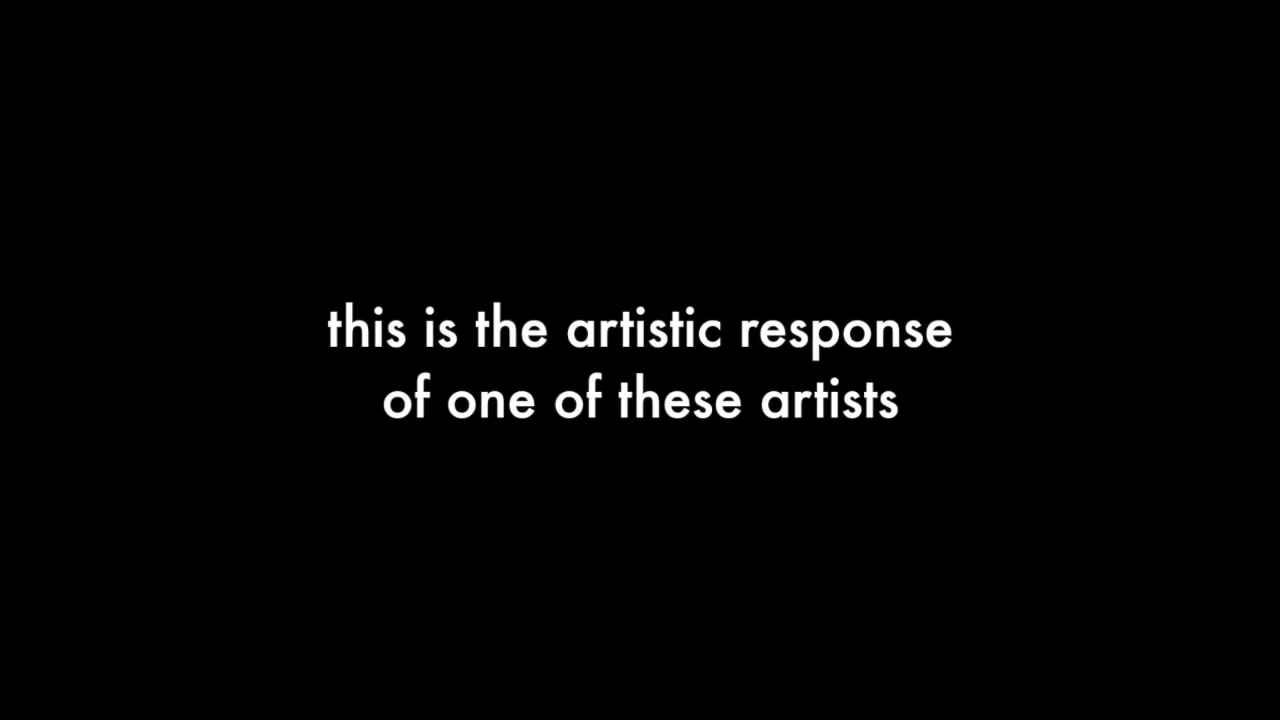 this is the artistic response
of one of these artists